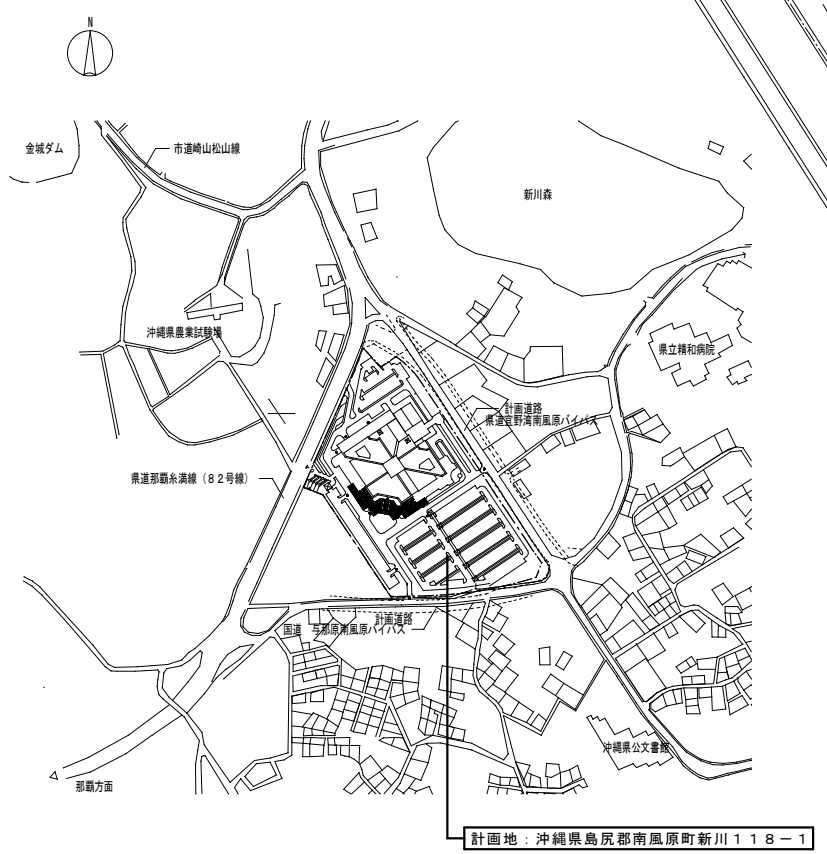 N
金城ダム
市道崎山松山線
新川森
沖縄県農業試験場
県立精和病院
計画道路
県道宜野湾南風原バイパス
県道那覇糸満線（８２号線）
計画道路
国道　与那原南風原バイパス
沖縄県公文書館
那覇方面
計画地：沖縄県島尻郡南風原町新川１１８－１